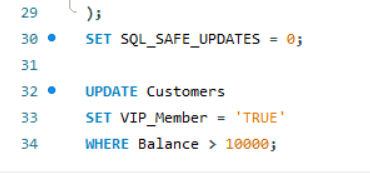 29 );
30 SET SQL_SAFE_UPDATES = 0;
31
32 UPDATE Customers
33 SET VIP_Member = 'TRUE'
34 WHERE Balance > 10000;